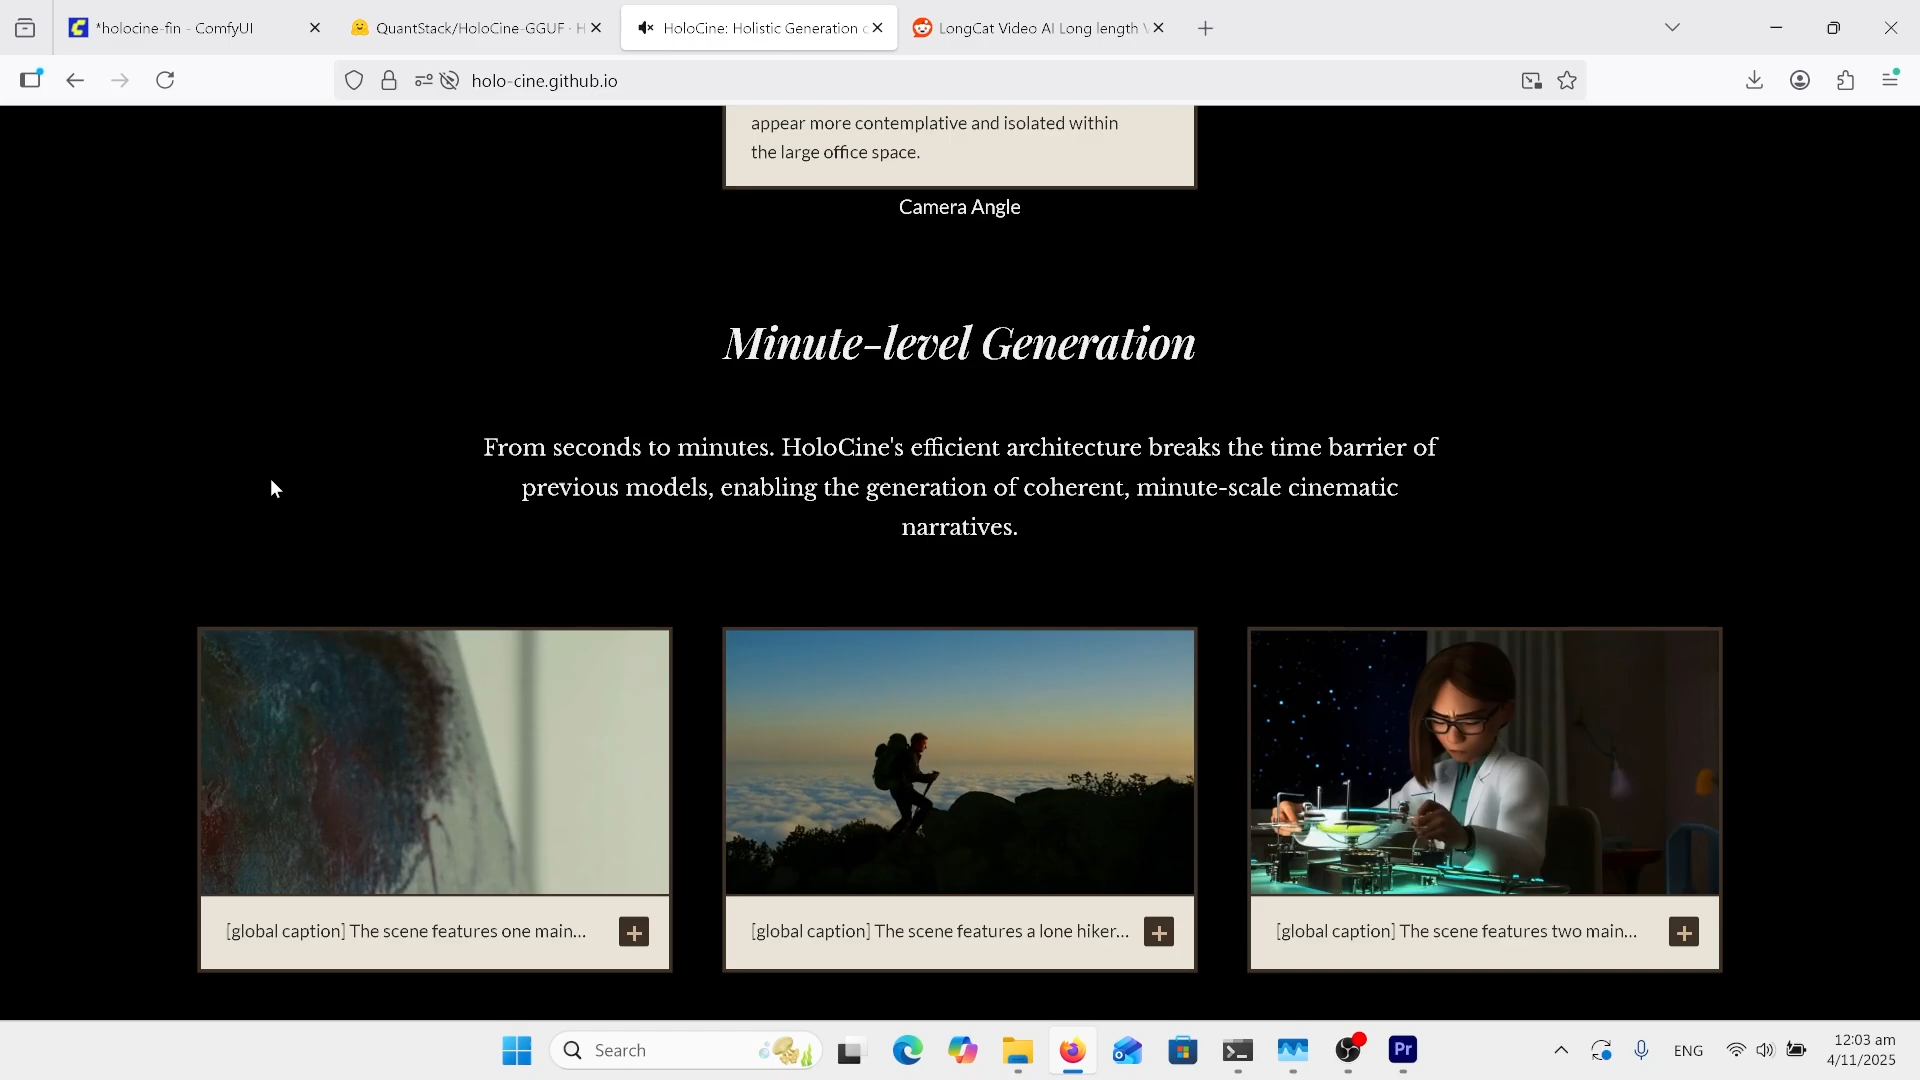 *holocine-fin - ComfyUI
QuantStack/HoloCine-GGUF · H
HoloCine: Holistic Generation c
LongCat Video AI Long length V
holo-cine.github.io
appear more contemplative and isolated within
the large office space.
Camera Angle
Minute-level Generation
From seconds to minutes. HoloCine's efficient architecture breaks the time barrier of
previous models, enabling the generation of coherent, minute-scale cinematic
narratives.
[global caption] The scene features one main...
[global caption] The scene features a lone hiker...
[global caption] The scene features two main...
Search
Pr
ENG
12:03 am
4/11/2025